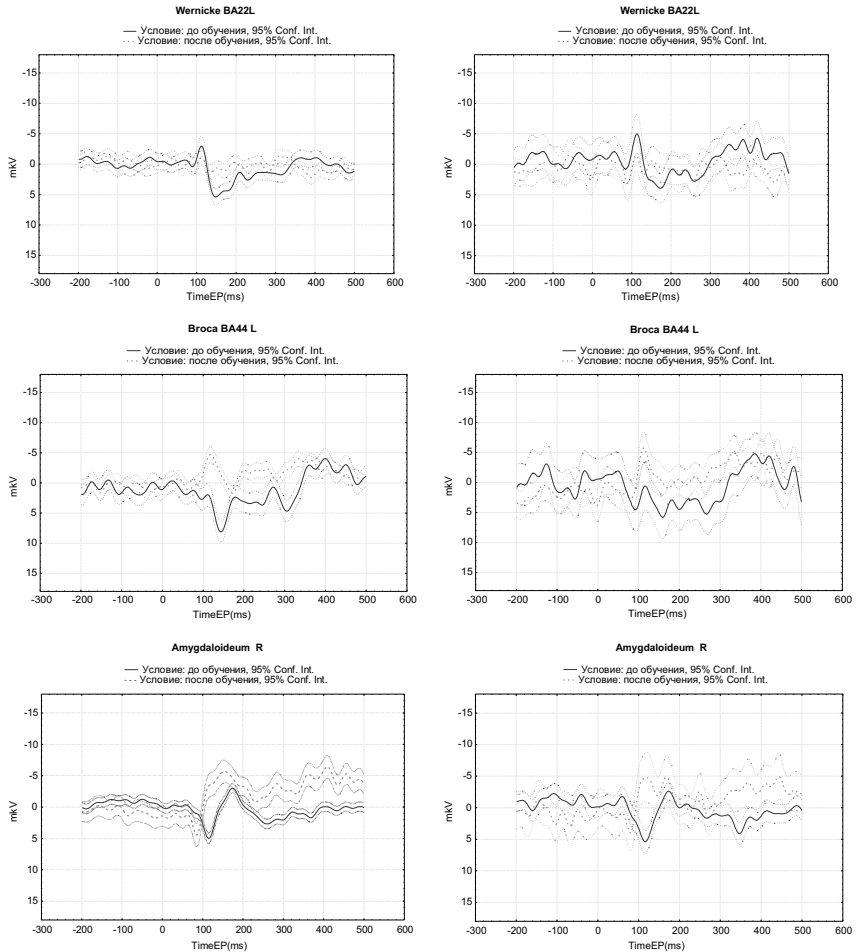 Wernicke BA22L
Условие: до обучения, 95% Conf. Int.
Условие: после обучения, 95% Conf. Int.
-15
-10
-5
0
5
10
15
mkV
-300 -200 -100 0 100 200 300 400 500 600
TimeEP(ms)
Wernicke BA22L
Условие: до обучения, 95% Conf. Int.
Условие: после обучения, 95% Conf. Int.
-15
-10
-5
0
5
10
15
mkV
-300 -200 -100 0 100 200 300 400 500 600
TimeEP(ms)
Broca BA44 L
Условие: до обучения, 95% Conf. Int.
Условие: после обучения, 95% Conf. Int.
-15
-10
-5
0
5
10
15
mkV
-300 -200 -100 0 100 200 300 400 500 600
TimeEP(ms)
Broca BA44 L
Условие: до обучения, 95% Conf. Int.
Условие: после обучения, 95% Conf. Int.
-15
-10
-5
0
5
10
15
mkV
-300 -200 -100 0 100 200 300 400 500 600
TimeEP(ms)
Amygdaloideum R
Условие: до обучения, 95% Conf. Int.
Условие: после обучения, 95% Conf. Int.
-15
-10
-5
0
5
10
15
mkV
-300 -200 -100 0 100 200 300 400 500 600
TimeEP(ms)
Amygdaloideum R
Условие: до обучения, 95% Conf. Int.
Условие: после обучения, 95% Conf. Int.
-15
-10
-5
0
5
10
15
mkV
-300 -200 -100 0 100 200 300 400 500 600
TimeEP(ms)